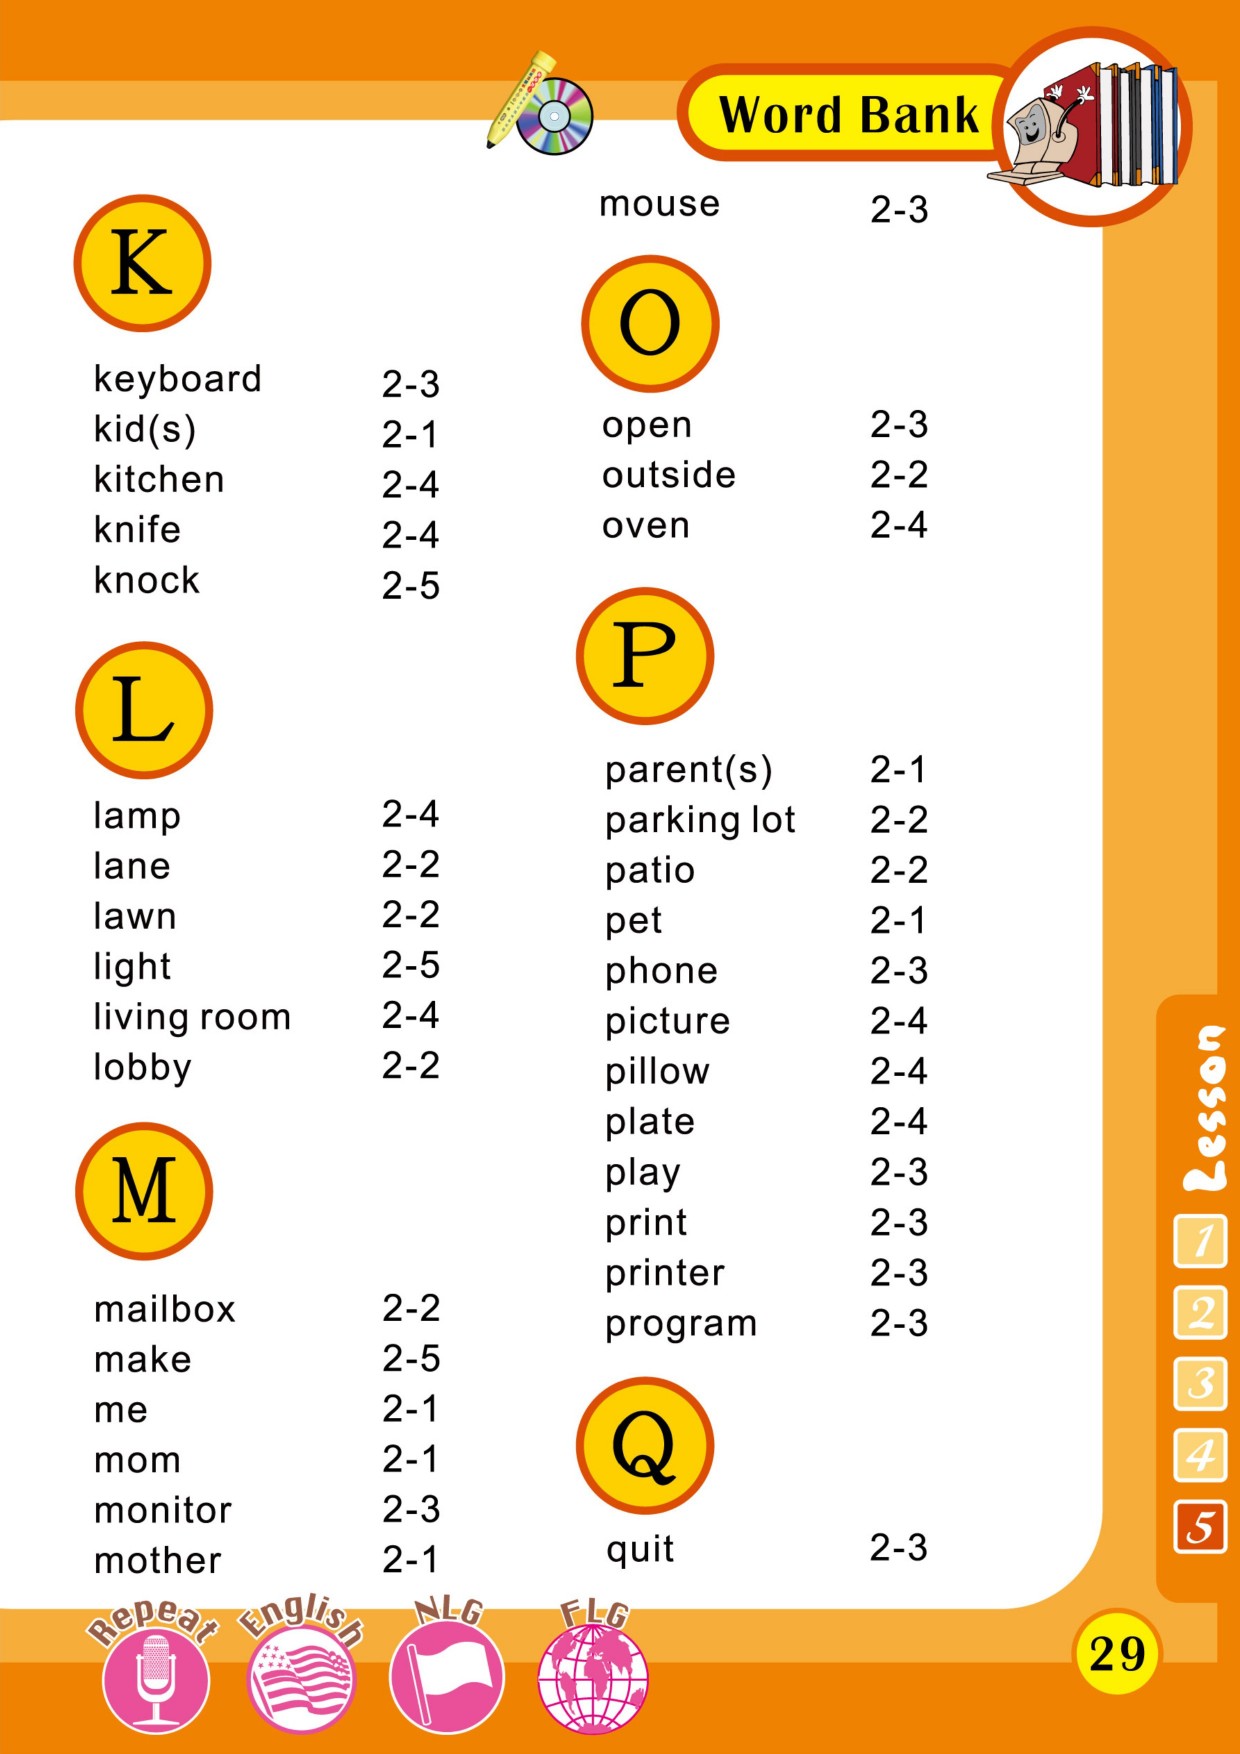 Word Bank
K
keyboard 2-3
kid(s) 2-1
kitchen 2-4
knife 2-4
knock 2-5
L
lamp 2-4
lane 2-2
lawn 2-2
light 2-5
living room 2-4
lobby 2-2
M
mailbox 2-2
make 2-5
me 2-1
mom 2-1
monitor 2-3
mother 2-1
mouse 2-3
O
open 2-3
outside 2-2
oven 2-4
P
parent(s) 2-1
parking lot 2-2
patio 2-2
pet 2-1
phone 2-3
picture 2-4
pillow 2-4
plate 2-4
play 2-3
print 2-3
printer 2-3
program 2-3
Q
quit 2-3
Lesson
1
2
3
4
5
Repeat
English
NLG
FLG
29